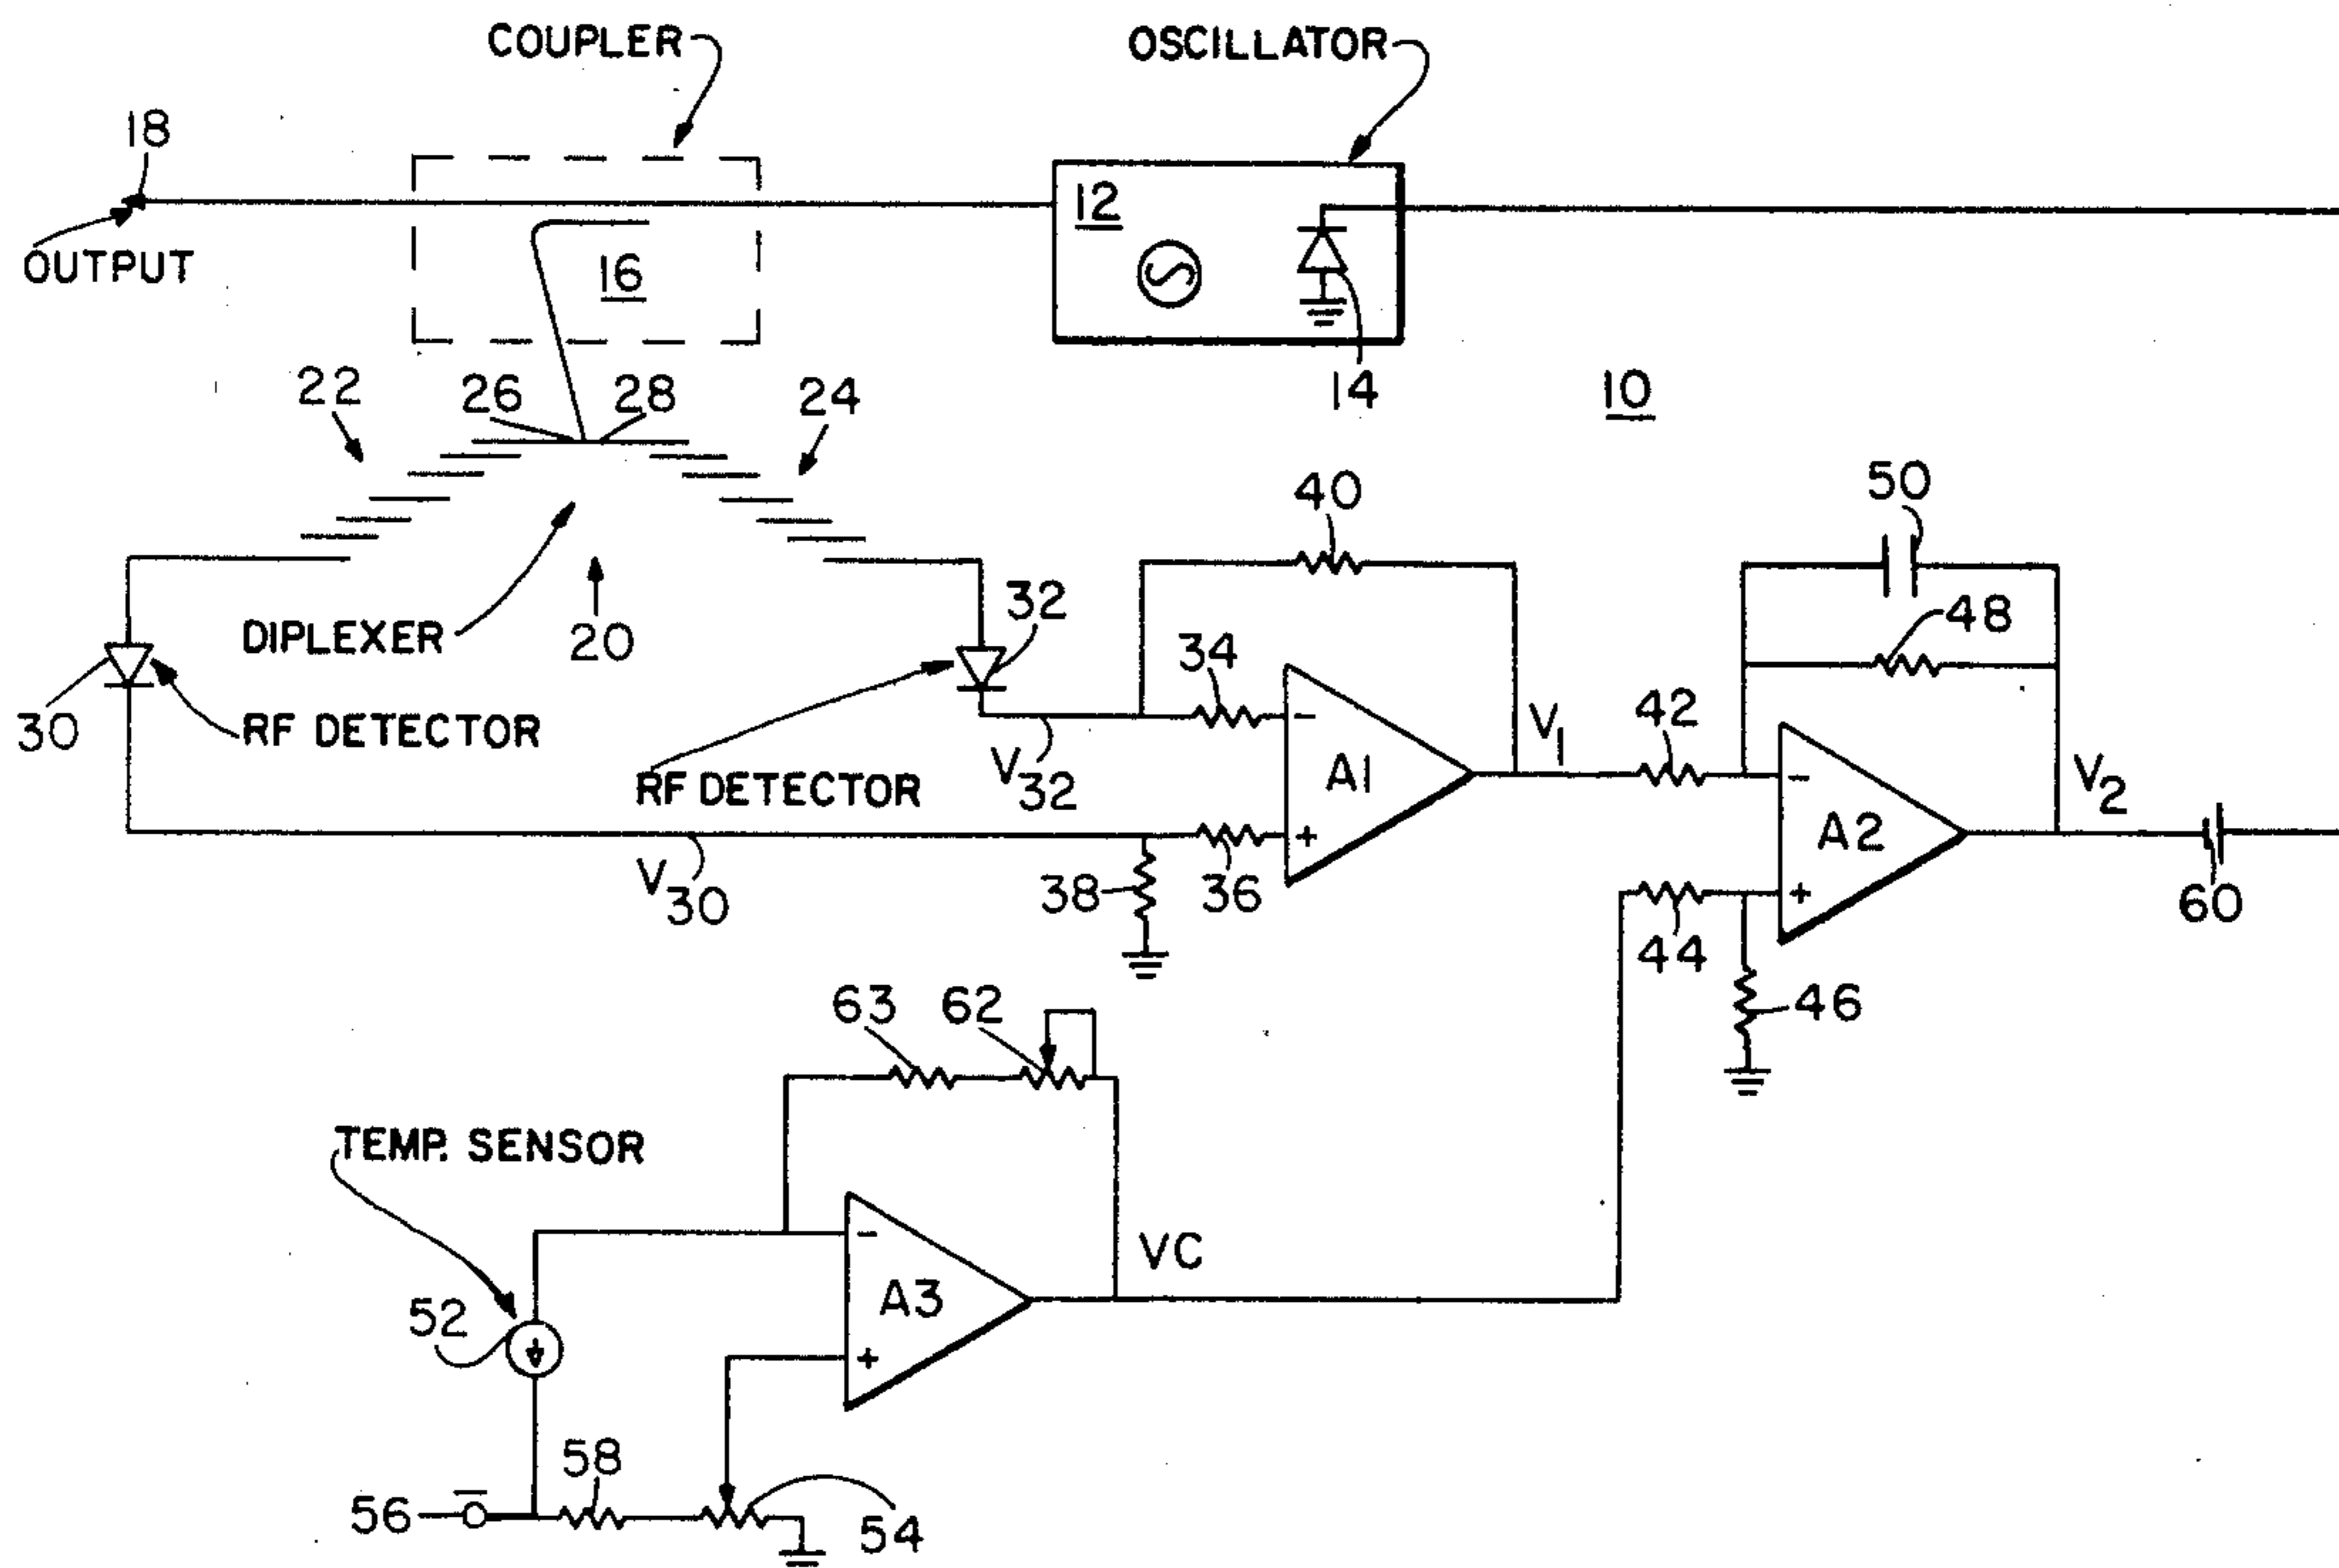 COUPLER
OSCILLATOR
18
12
OUTPUT
16
14
10
22
26
28
24
40
50
48
32
DIPLEXER
20
34
42
30
RF DETECTOR
RF DETECTOR
V32
A1
V1
V2
A2
V30
38
36
44
60
46
63
62
TEMP. SENSOR
VC
A3
52
58
56
54
-
+
-
+
-
+
-